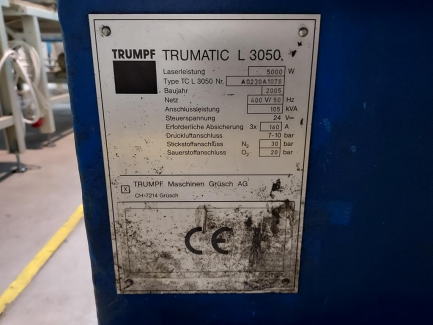 TRUMPF TRUMATIC L 3050
Laserleistung 5000 W
Type TC L 3050 Nr. A0230A1078
Baujahr 2005
Netz 400 V/ 50 Hz
Anschlussleistung 105 kVA
Steuerspannung 24 V=
Erforderliche Absicherung 3x 160 A
Druckluftanschluss 7-10 bar
Stickstoffanschluss N₂ 30 bar
Sauerstoffanschluss O₂ 20 bar
X TRUMPF Maschinen Grüsch AG
CH-7214 Grüsch
CE